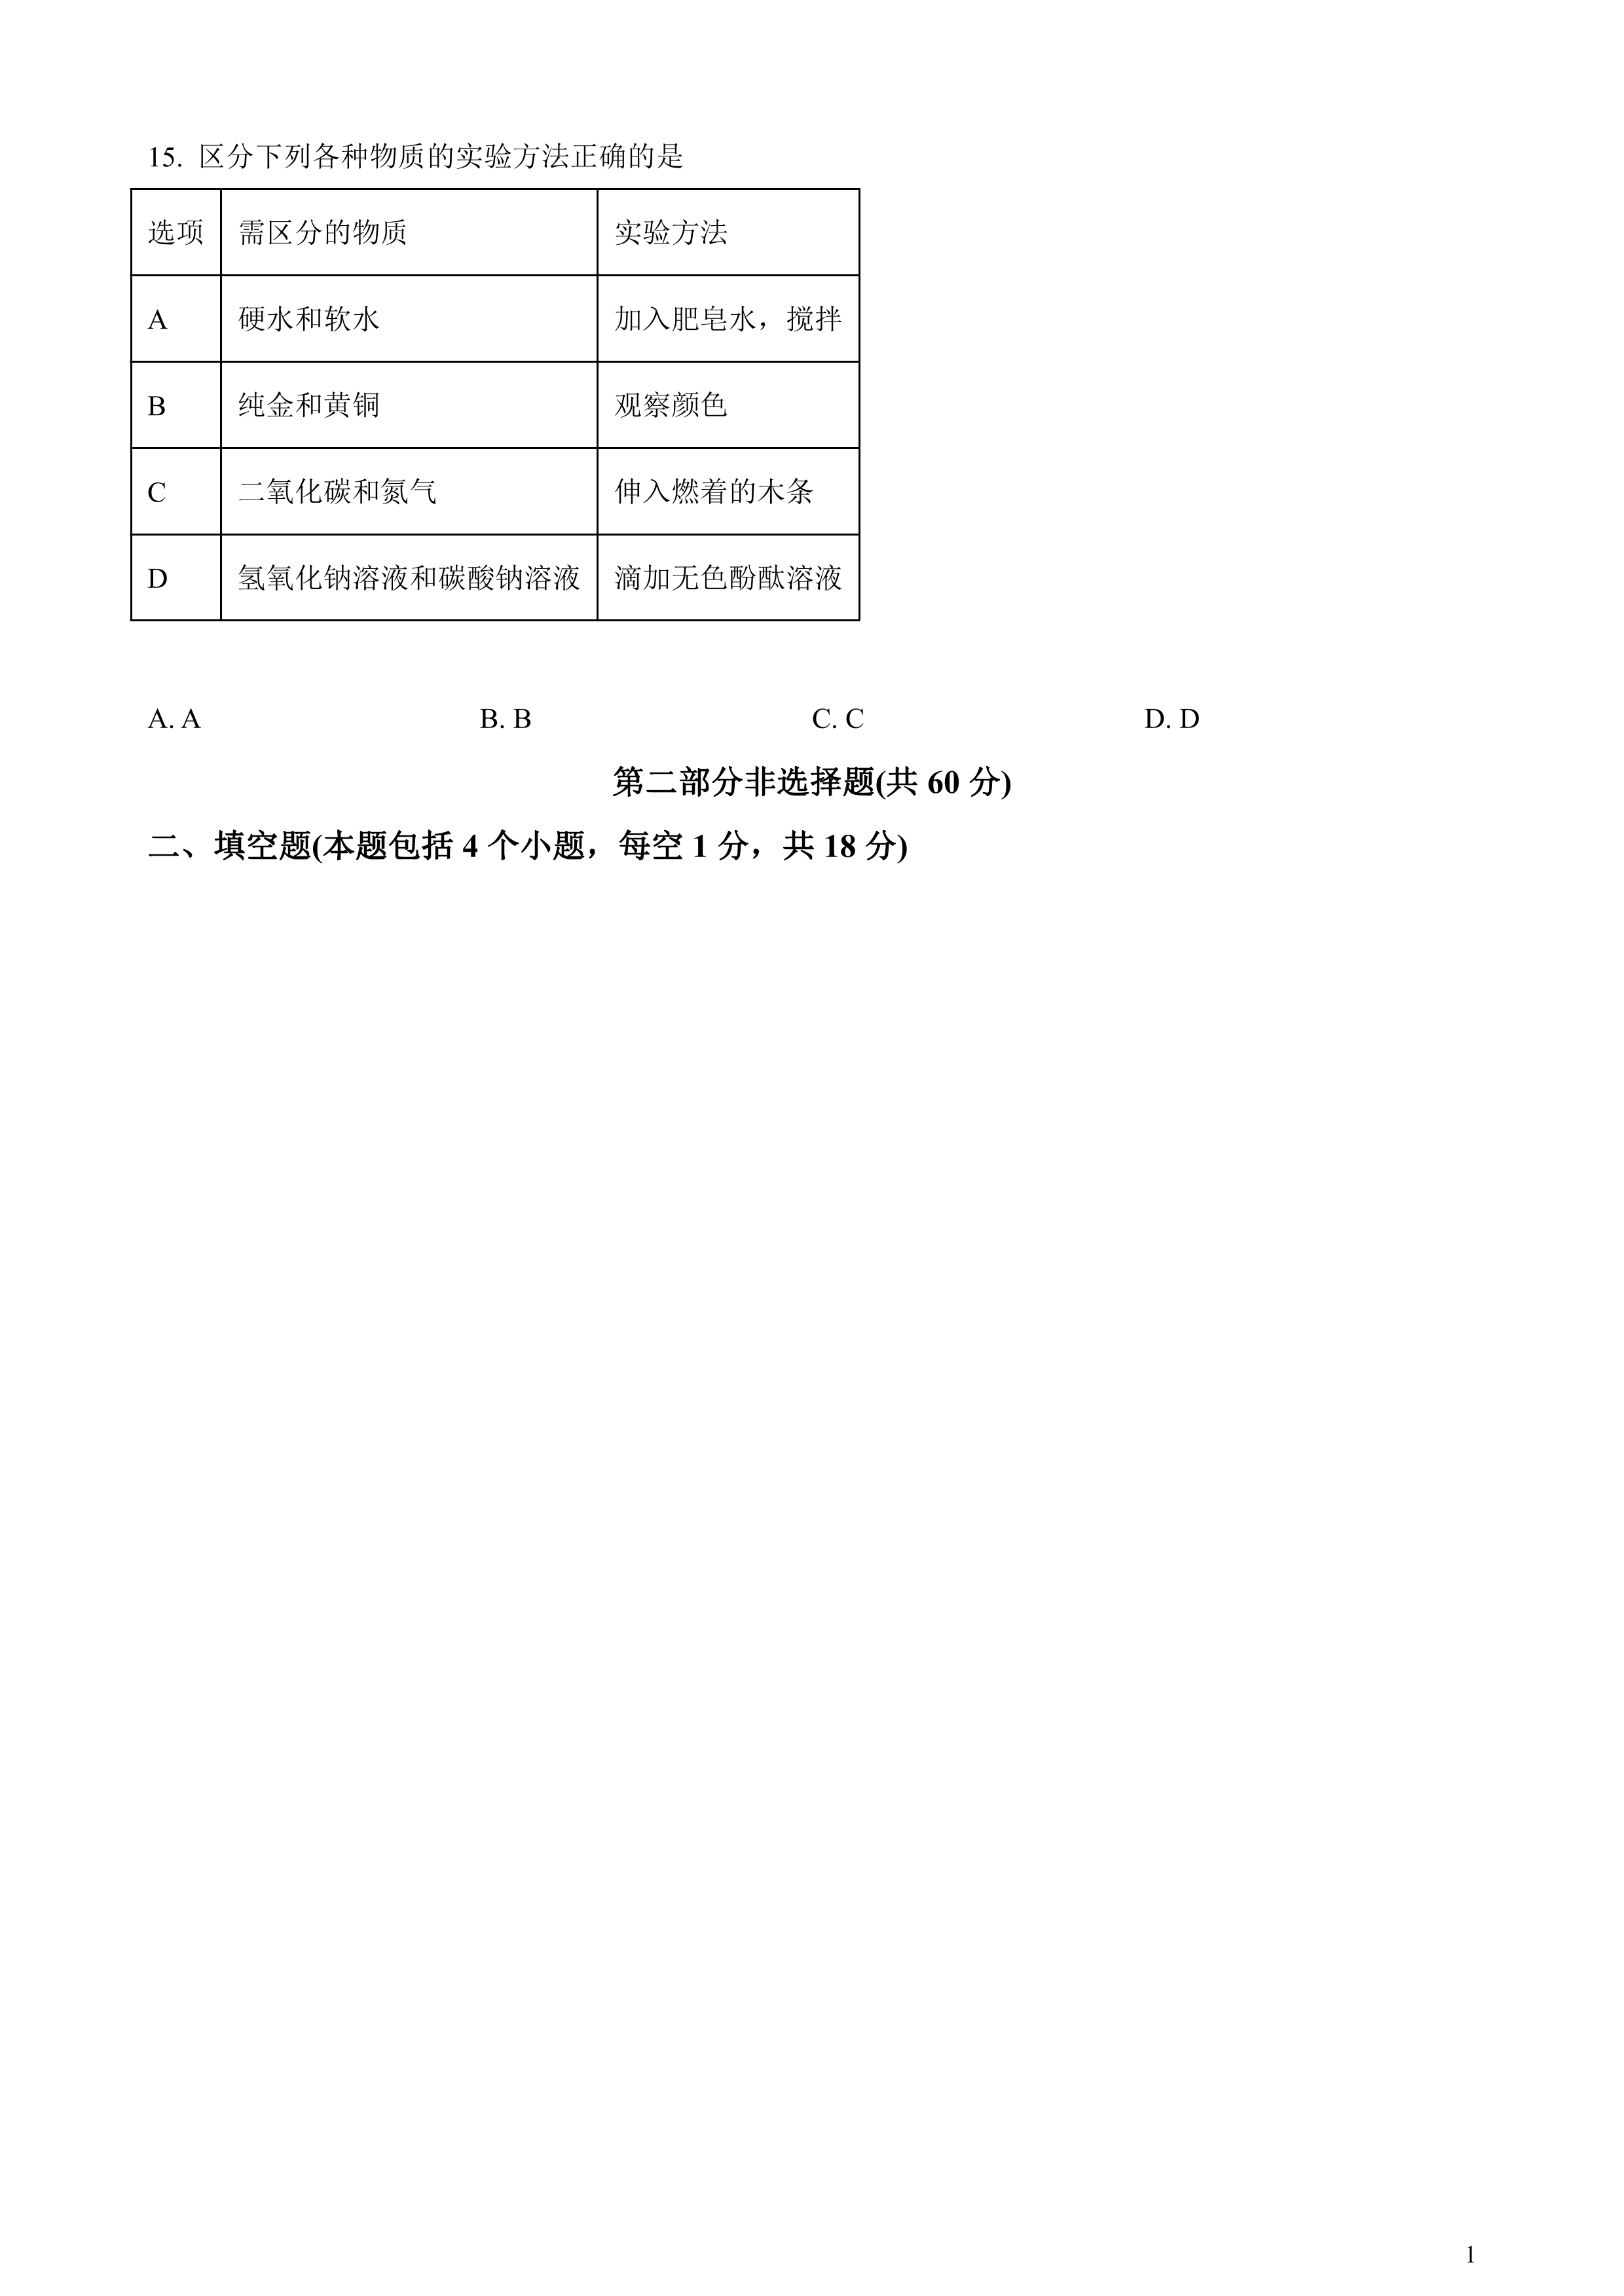 15. 区分下列各种物质的实验方法正确的是
选项 需区分的物质 实验方法
A 硬水和软水 加入肥皂水，搅拌
B 纯金和黄铜 观察颜色
C 二氧化碳和氮气 伸入燃着的木条
D 氢氧化钠溶液和碳酸钠溶液 滴加无色酚酞溶液
A. A B. B C. C D. D
第二部分非选择题(共 60 分)
二、填空题(本题包括 4 个小题，每空 1 分，共 18 分)
1